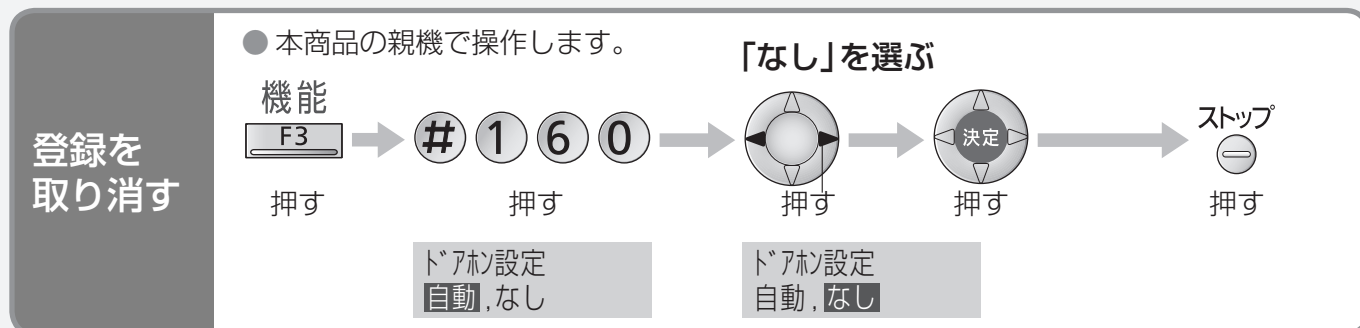 登録を
取り消す
● 本商品の親機で操作します。
機能
F3
押す
#160
押す
「なし」を選ぶ
押す
決定
押す
ストップ
押す
ﾄﾞｱﾎﾝ設定
自動,なし
ﾄﾞｱﾎﾝ設定
自動,なし